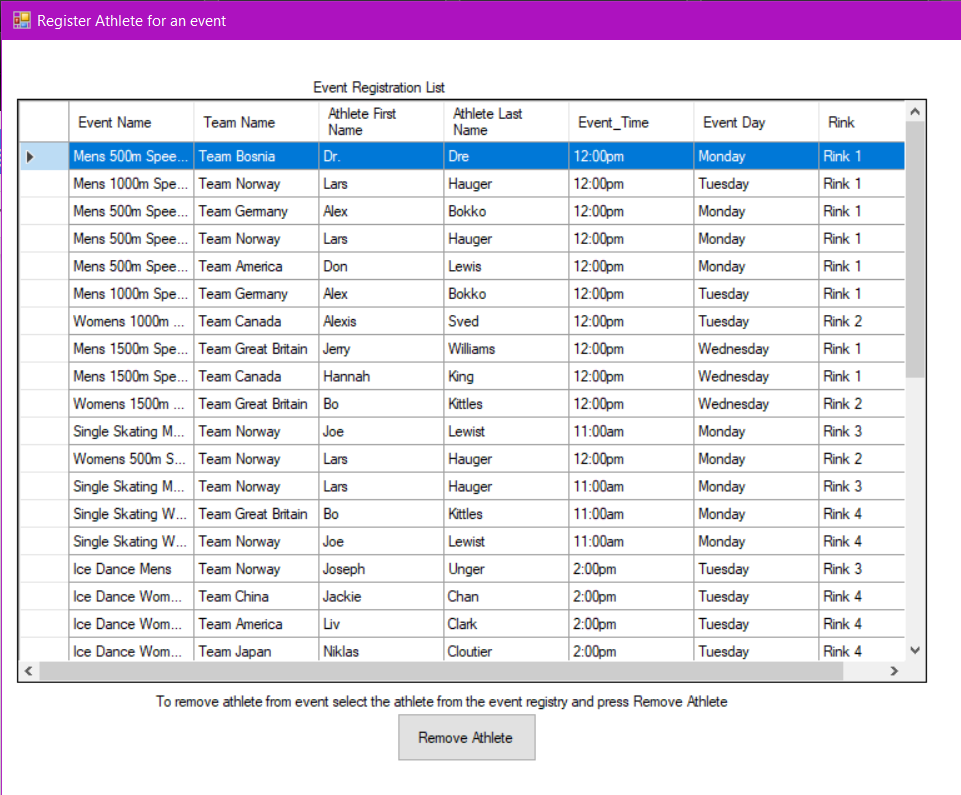 Register Athlete for an event
Event Registration List
Event Name Team Name Athlete First Name Athlete Last Name Event_Time Event Day Rink
Mens 500m Spee... Team Bosnia Dr. Dre 12:00pm Monday Rink 1
Mens 1000m Spe... Team Norway Lars Hauger 12:00pm Tuesday Rink 1
Mens 500m Spee... Team Germany Alex Bokko 12:00pm Monday Rink 1
Mens 500m Spee... Team Norway Lars Hauger 12:00pm Monday Rink 1
Mens 500m Spee... Team America Don Lewis 12:00pm Monday Rink 1
Mens 1000m Spe... Team Germany Alex Bokko 12:00pm Tuesday Rink 1
Womens 1000m ... Team Canada Alexis Sved 12:00pm Tuesday Rink 2
Mens 1500m Spe... Team Great Britain Jerry Williams 12:00pm Wednesday Rink 1
Mens 1500m Spe... Team Canada Hannah King 12:00pm Wednesday Rink 1
Womens 1500m ... Team Great Britain Bo Kittles 12:00pm Wednesday Rink 2
Single Skating M... Team Norway Joe Lewist 11:00am Monday Rink 3
Womens 500m S... Team Norway Lars Hauger 12:00pm Monday Rink 2
Single Skating M... Team Norway Lars Hauger 11:00am Monday Rink 3
Single Skating W... Team Great Britain Bo Kittles 11:00am Monday Rink 4
Single Skating W... Team Norway Joe Lewist 11:00am Monday Rink 4
Ice Dance Mens Team Norway Joseph Unger 2:00pm Tuesday Rink 3
Ice Dance Wom... Team China Jackie Chan 2:00pm Tuesday Rink 4
Ice Dance Wom... Team America Liv Clark 2:00pm Tuesday Rink 4
Ice Dance Wom... Team Japan Niklas Cloutier 2:00pm Tuesday Rink 4
To remove athlete from event select the athlete from the event registry and press Remove Athlete
Remove Athlete